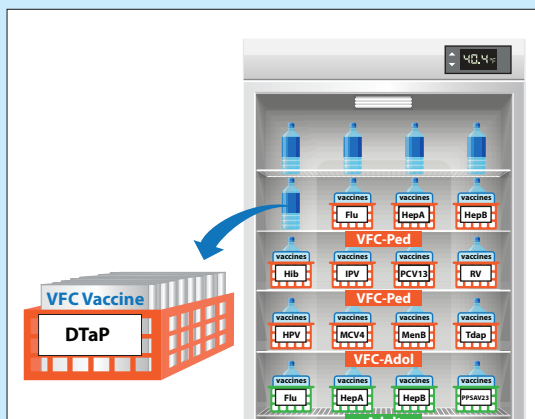 40.4°F
vaccines vaccines vaccines
Flu HepA HepB
VFC-Ped
VFC Vaccine
DTaP
vaccines vaccines vaccines vaccines
Hib IPV PCV13 RV
VFC-Ped
vaccines vaccines vaccines vaccines
HPV MCV4 MenB Tdap
VFC-Adol
vaccines vaccines vaccines vaccines
Flu HepA HepB PPSAV23